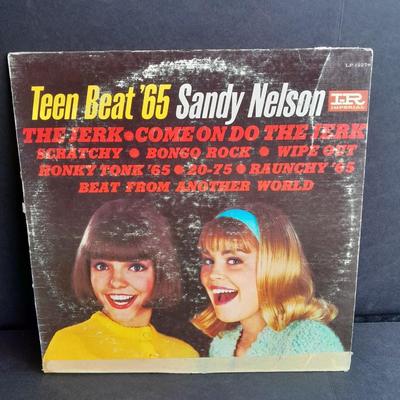 Teen Beat '65 Sandy Nelson
IR
IMPERIAL
THE JERK • COME ON DO THE JERK
SCRATCHY • BONGO ROCK • WIPE OUT
HONKY TONK '65 • 20-75 • RAUNCHY '65
BEAT FROM ANOTHER WORLD